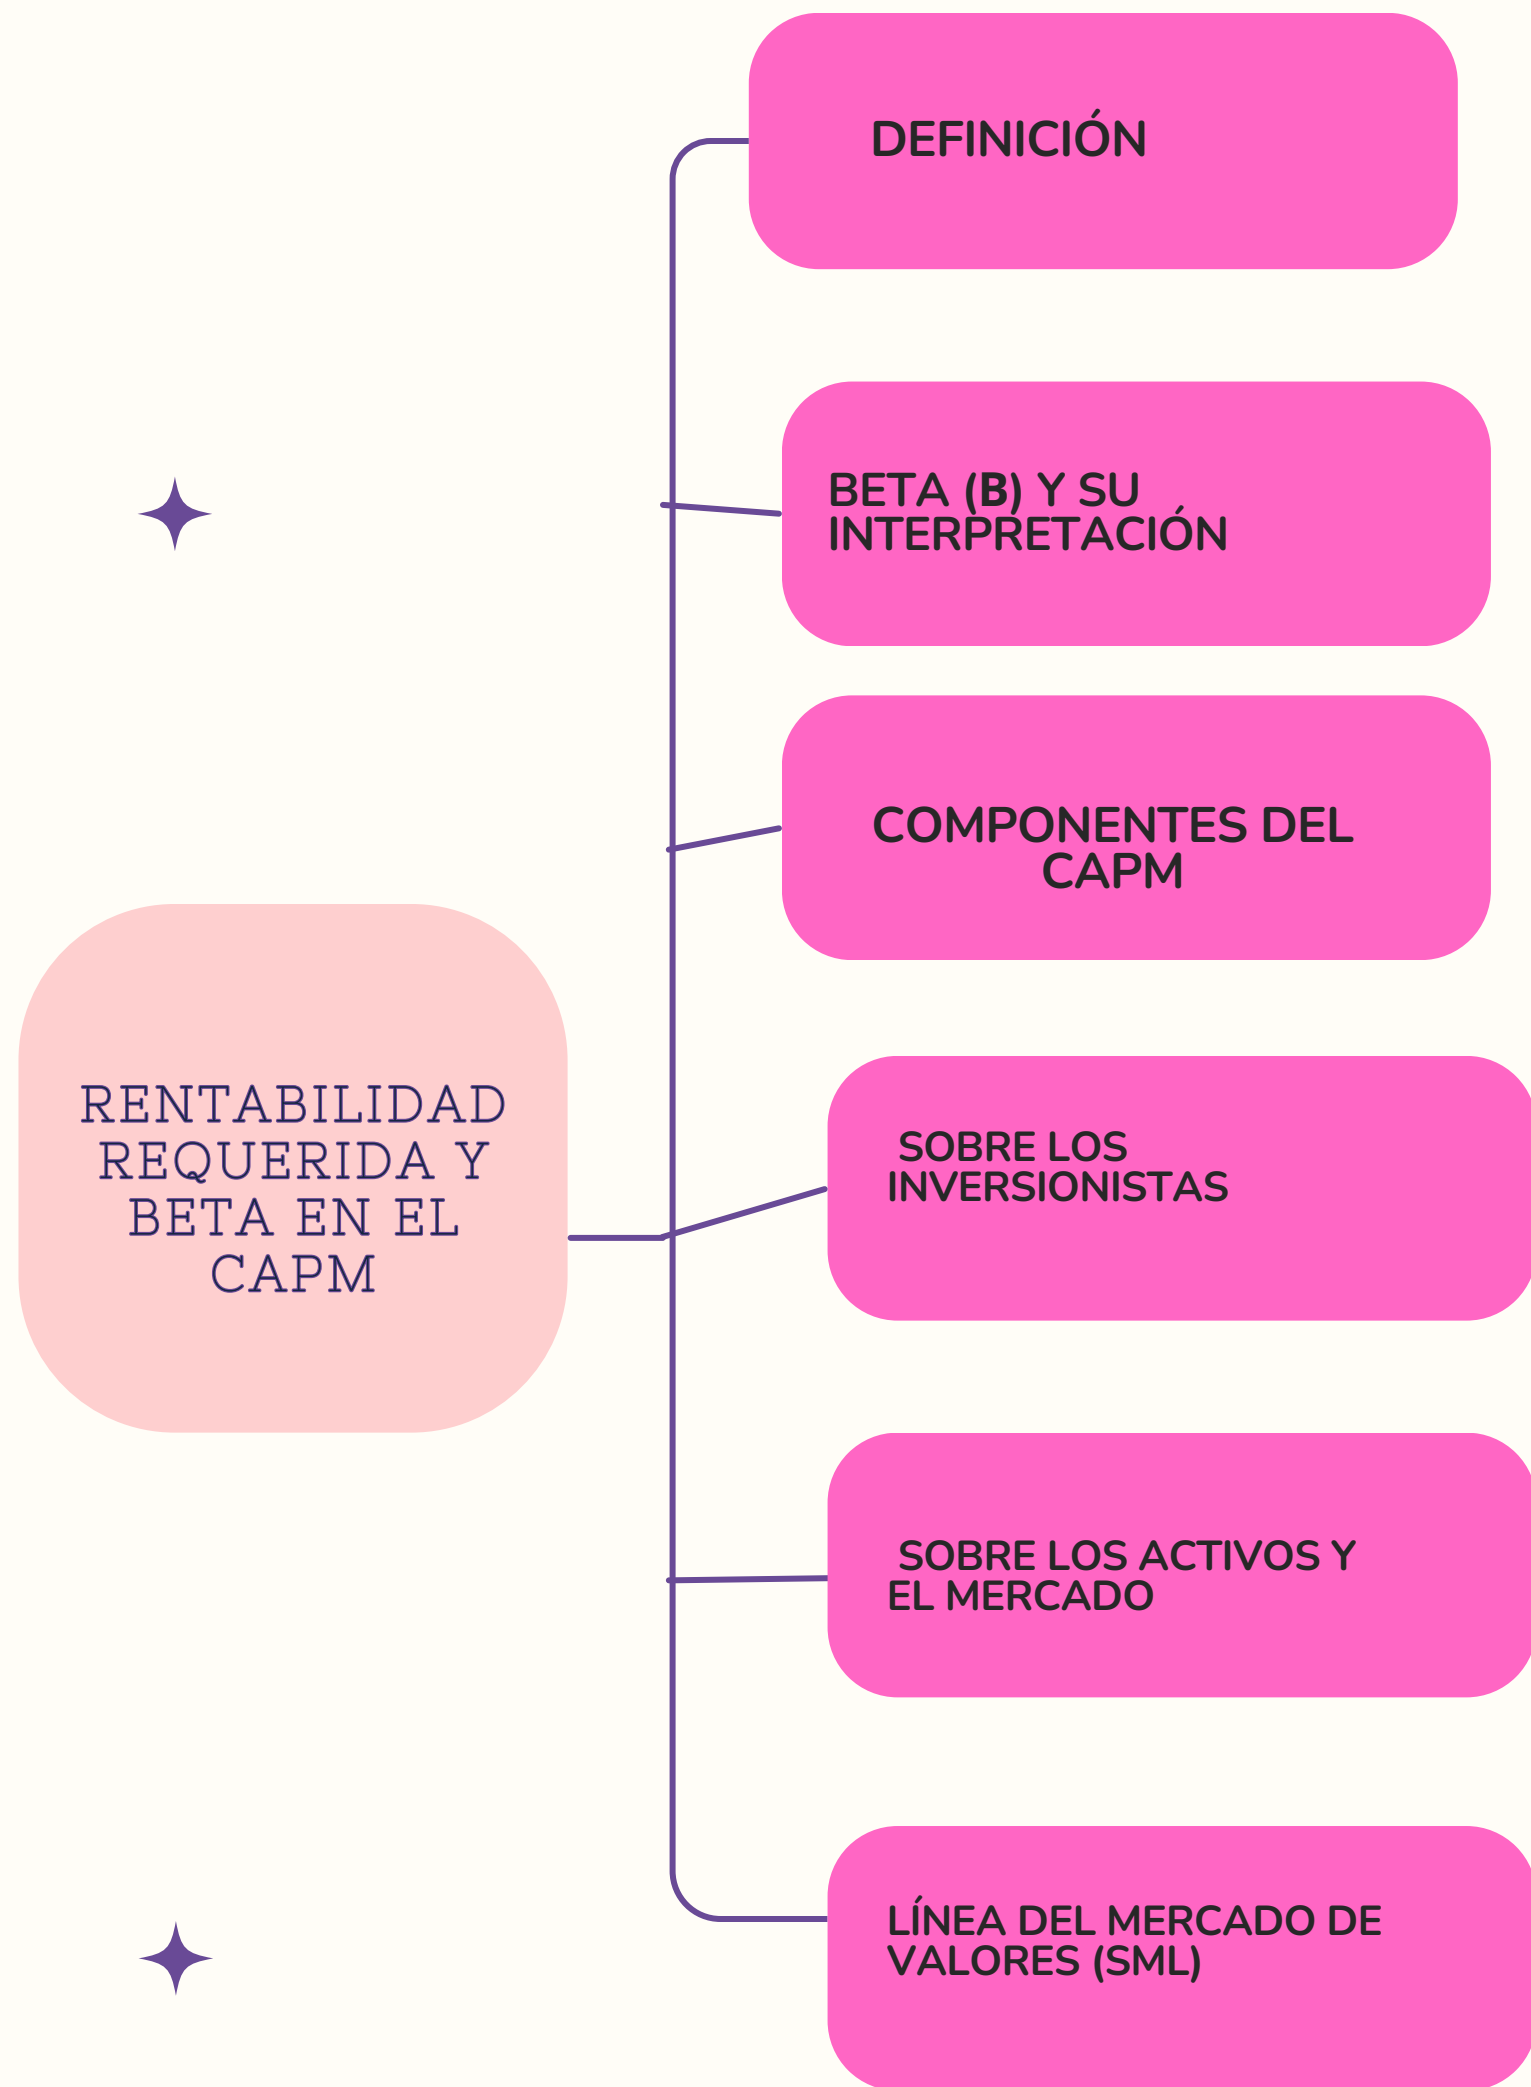 DEFINICIÓN
BETA (B) Y SU
INTERPRETACIÓN
COMPONENTES DEL
CAPM
RENTABILIDAD
REQUERIDA Y
BETA EN EL
CAPM
SOBRE LOS
INVERSIONISTAS
SOBRE LOS ACTIVOS Y
EL MERCADO
LÍNEA DEL MERCADO DE
VALORES (SML)